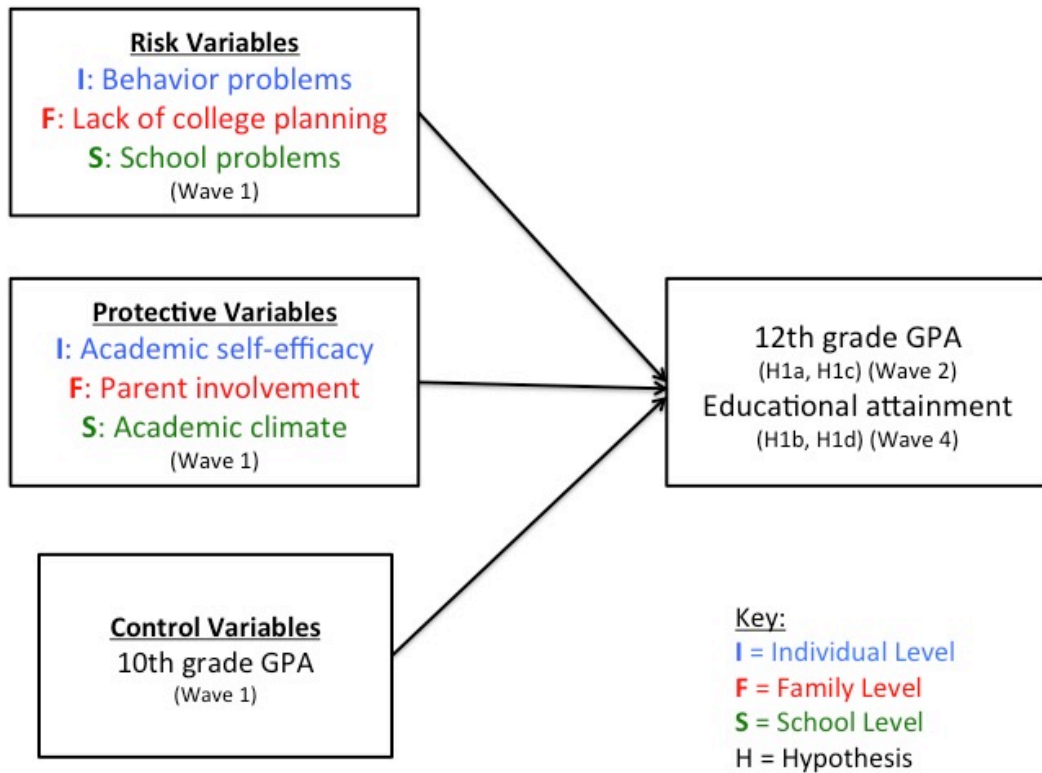 Risk Variables
I: Behavior problems
F: Lack of college planning
S: School problems
(Wave 1)
Protective Variables
I: Academic self-efficacy
F: Parent involvement
S: Academic climate
(Wave 1)
Control Variables
10th grade GPA
(Wave 1)
12th grade GPA
(H1a, H1c) (Wave 2)
Educational attainment
(H1b, H1d) (Wave 4)
Key:
I = Individual Level
F = Family Level
S = School Level
H = Hypothesis